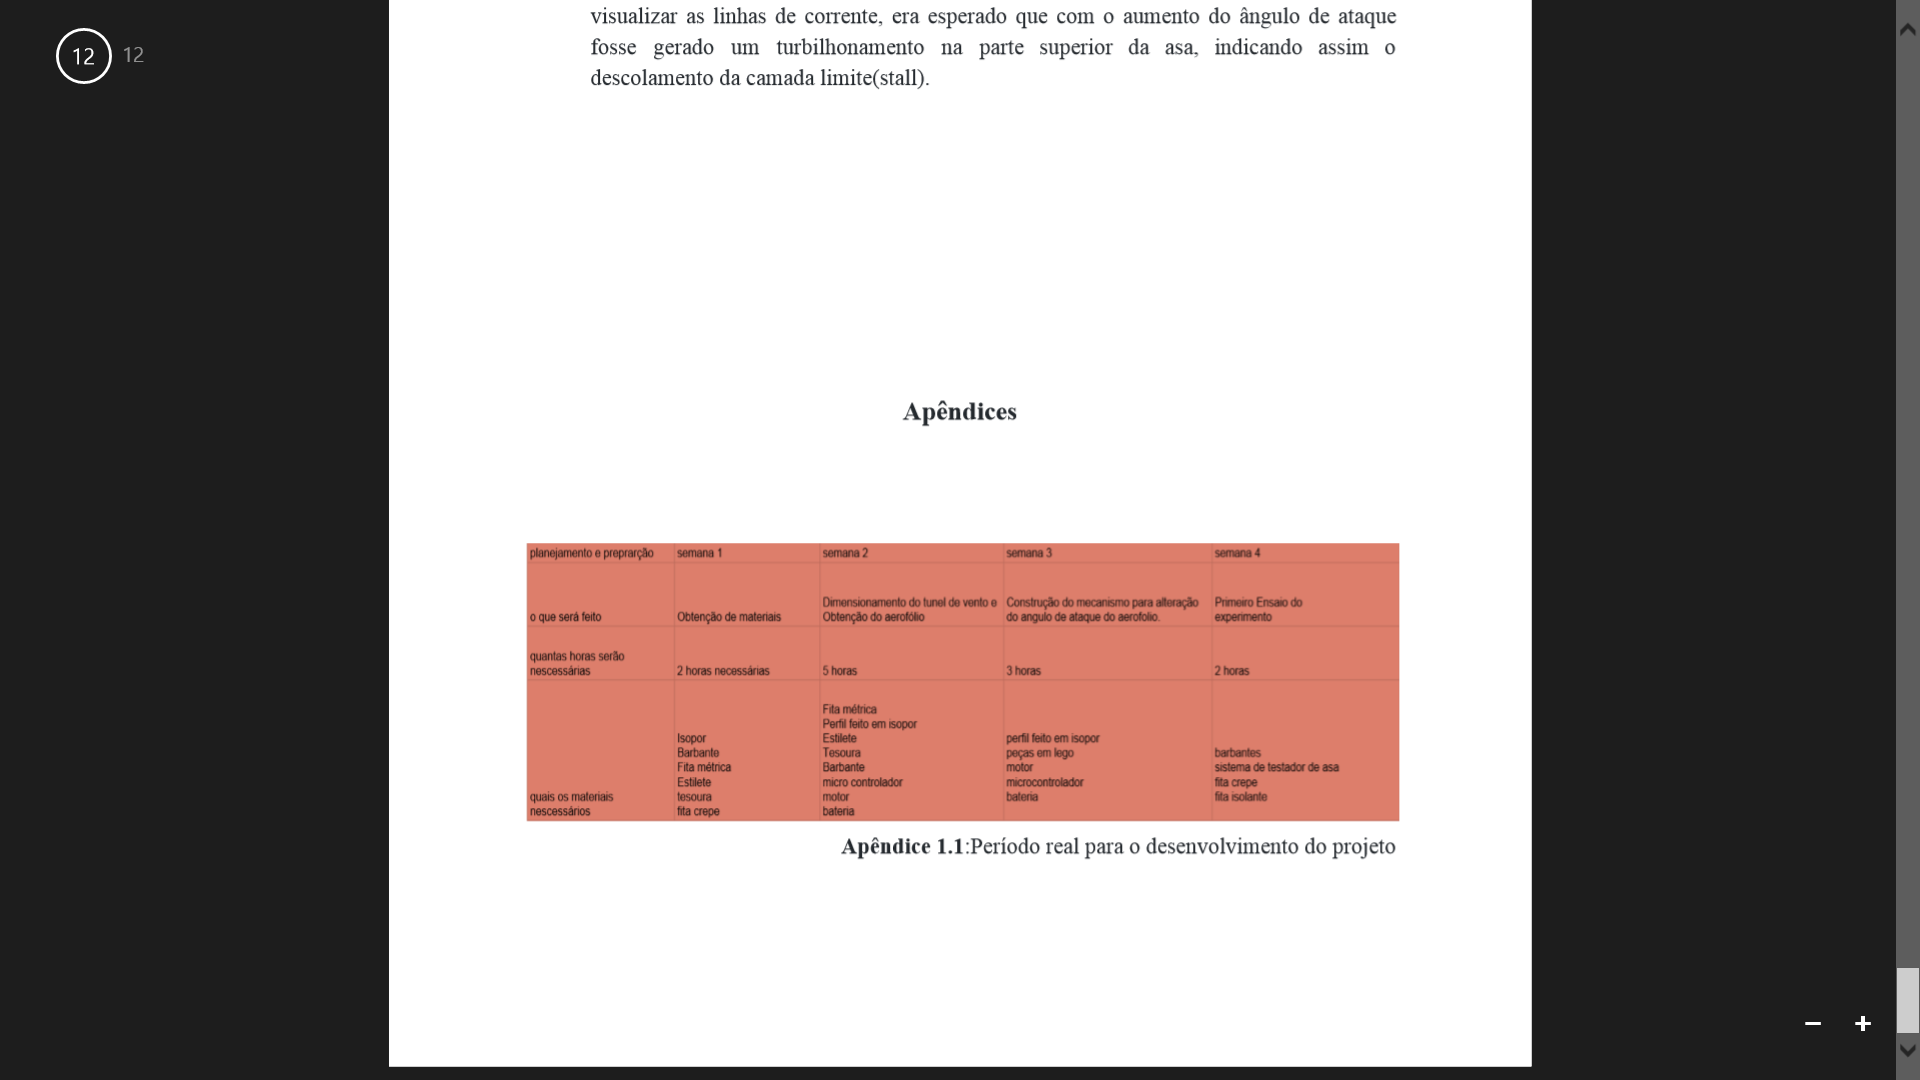 12 12
visualizar as linhas de corrente, era esperado que com o aumento do ângulo de ataque
fosse gerado um turbilhonamento na parte superior da asa, indicando assim o
descolamento da camada limite(stall).
Apêndices
planejamento e preprarção
semana 1
semana 2
semana 3
semana 4
o que será feito
Obtenção de materiais
Dimensionamento do tunel de vento e
Obtenção do aerofólio
Construção do mecanismo para alteração
do angulo de ataque do aerofolio.
Primeiro Ensaio do
experimento
quantas horas serão
nescessárias
2 horas necessárias
5 horas
3 horas
2 horas
quais os materiais
nescessários
Isopor
Barbante
Fita métrica
Estilete
tesoura
fita crepe
Fita métrica
Perfil feito em isopor
Estilete
Tesoura
Barbante
micro controlador
motor
bateria
perfil feito em isopor
peças em lego
motor
microcontrolador
bateria
barbantes
sistema de testador de asa
fita crepe
fita isolante
Apêndice 1.1:Período real para o desenvolvimento do projeto